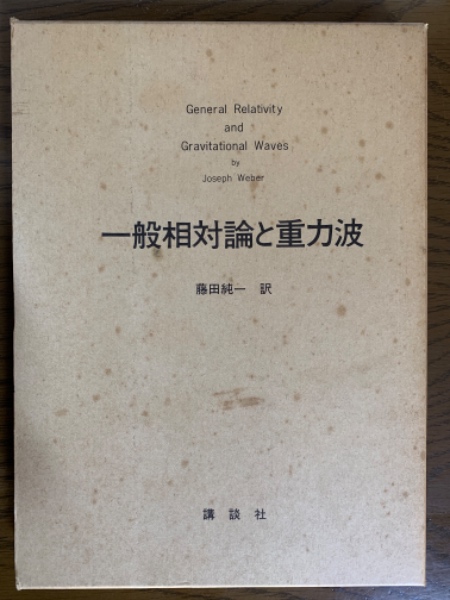 General Relativity
and
Gravitational Waves
by
Joseph Weber
一般相対論と重力波
藤田純一 訳
講談社